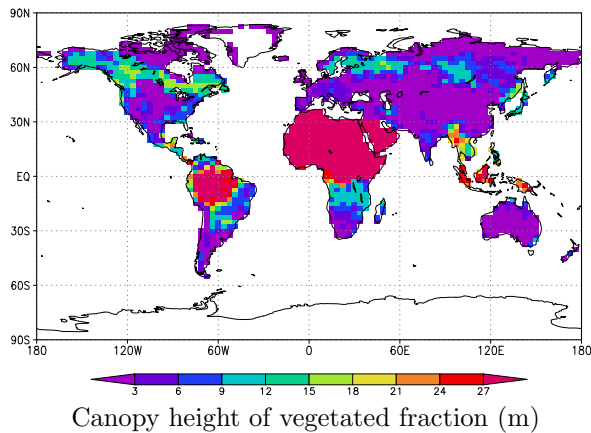 90N
60N
30N
EQ
30S
60S
90S
180 120W 60W 0 60E 120E 180
3 6 9 12 15 18 21 24 27
Canopy height of vegetated fraction (m)